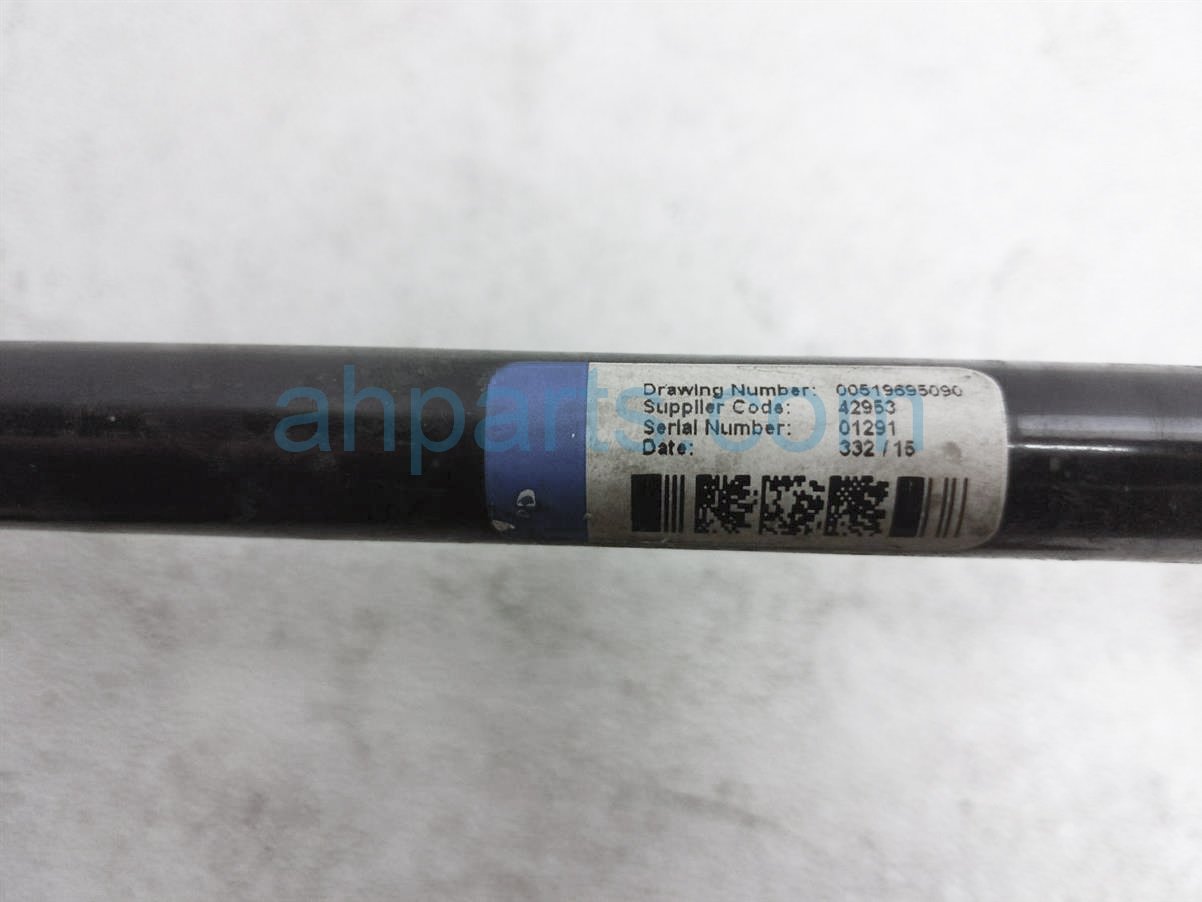 Drawing Number: 00519695090
Supplier Code: 42953
Serial Number: 01291
Date: 332 / 15
ahparts.com